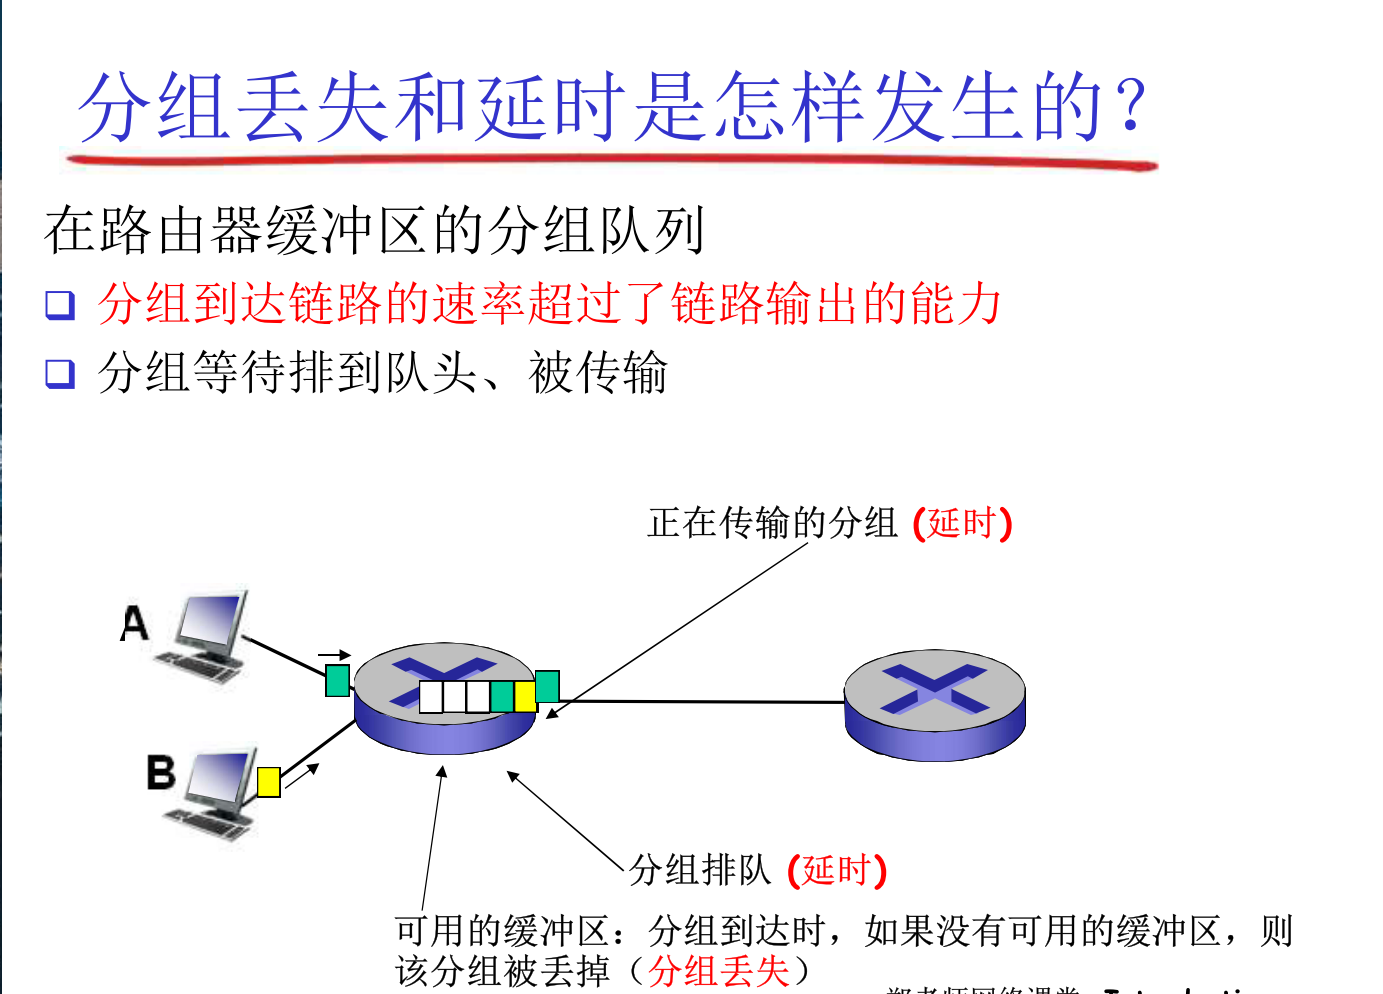 分组丢失和延时是怎样发生的?
在路由器缓冲区的分组队列
分组到达链路的速率超过了链路输出的能力
分组等待排到队头、被传输
正在传输的分组 (延时)
A
B
分组排队 (延时)
可用的缓冲区：分组到达时，如果没有可用的缓冲区，则
该分组被丢掉（分组丢失）